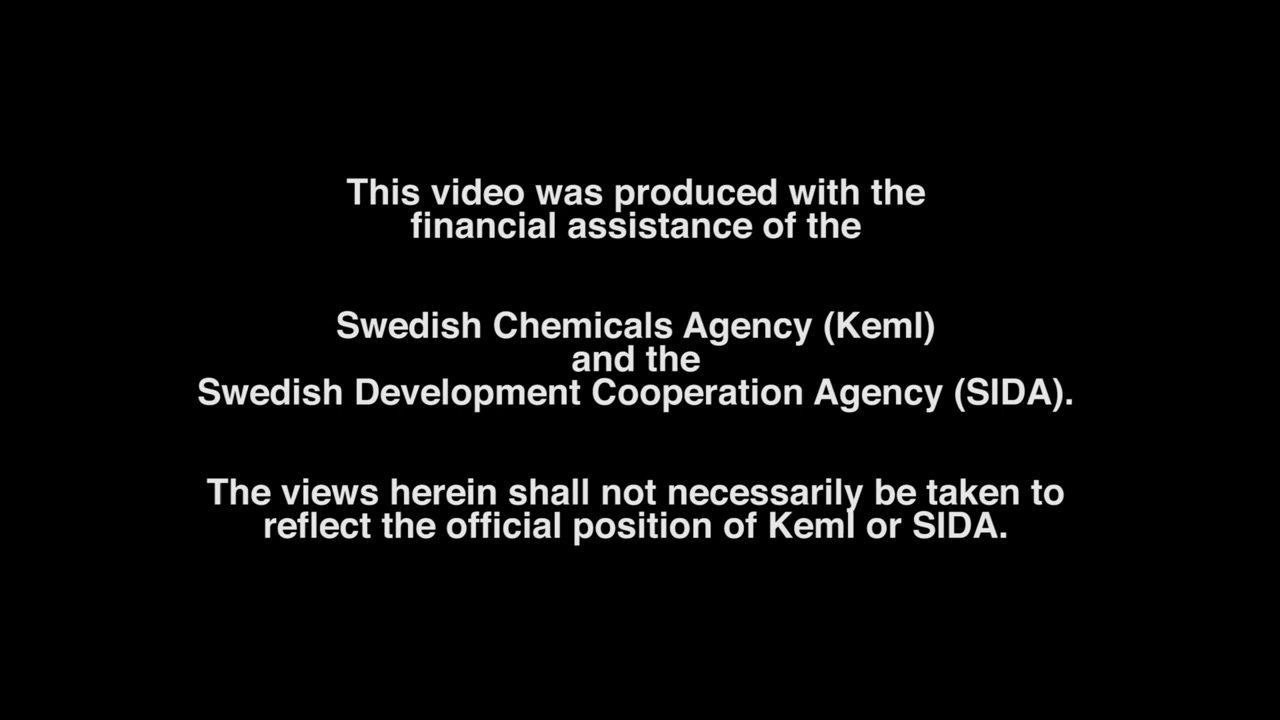 This video was produced with the
financial assistance of the
Swedish Chemicals Agency (KemI)
and the
Swedish Development Cooperation Agency (SIDA).
The views herein shall not necessarily be taken to
reflect the official position of KemI or SIDA.